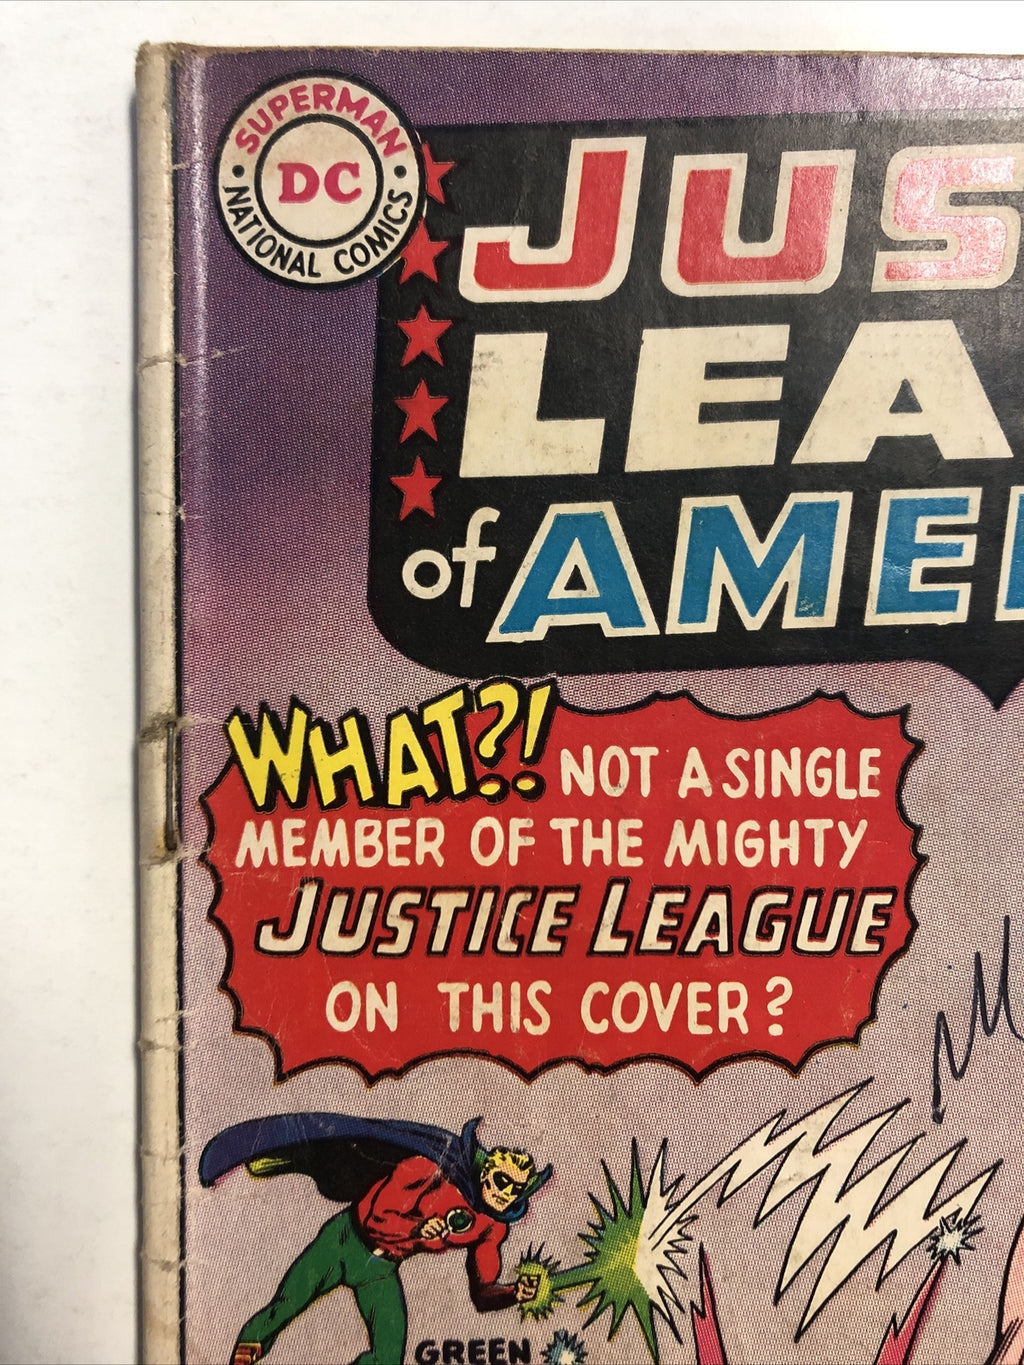 SUPERMAN
DC
NATIONAL COMICS
JUS
LEA
of AME
WHAT?! NOT A SINGLE
MEMBER OF THE MIGHTY
JUSTICE LEAGUE
ON THIS COVER?
GREEN